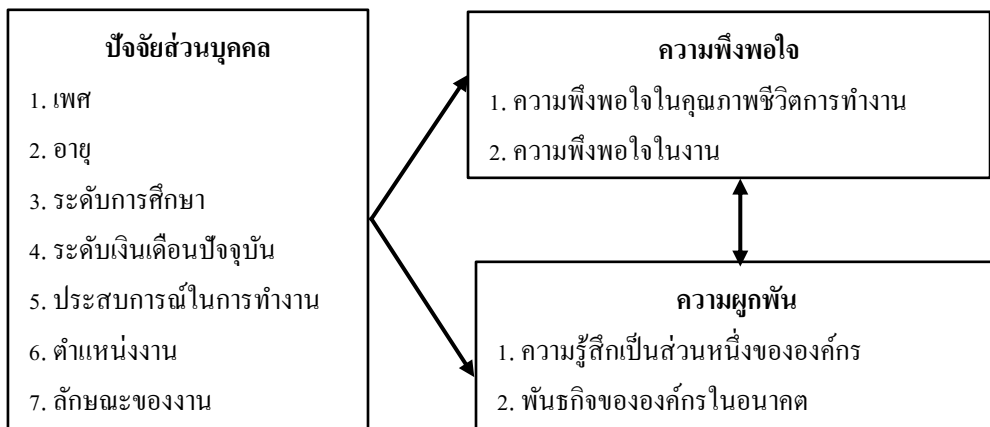 ปัจจัยส่วนบุคคล
1. เพศ
2. อายุ
3. ระดับการศึกษา
4. ระดับเงินเดือนปัจจุบัน
5. ประสบการณ์ในการทำงาน
6. ตำแหน่งงาน
7. ลักษณะของงาน
ความพึงพอใจ
1. ความพึงพอใจในคุณภาพชีวิตการทำงาน
2. ความพึงพอใจในงาน
ความผูกพัน
1. ความรู้สึกเป็นส่วนหนึ่งขององค์กร
2. พันธกิจขององค์กรในอนาคต